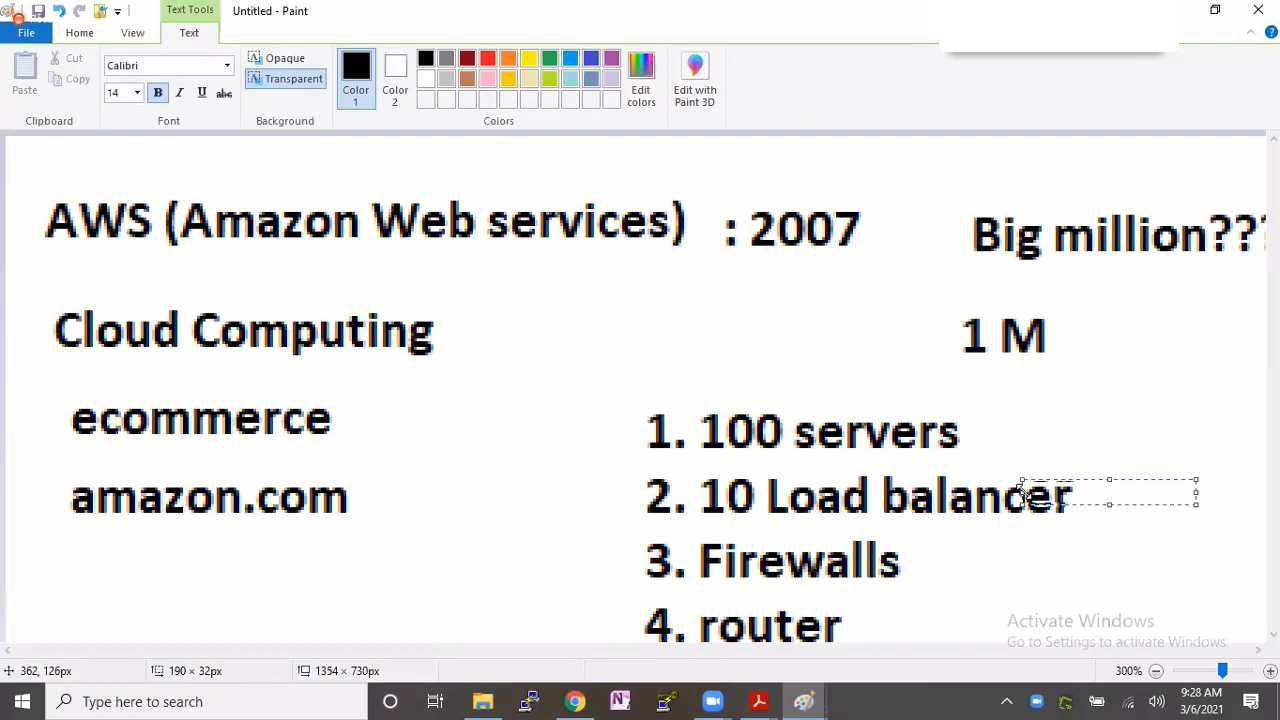 Text Tools
Untitled - Paint
File
Home
View
Text
Paste
Cut
Copy
Clipboard
Calibri
14
B I U abc
Font
Opaque
Transparent
Background
Color 1
Color 2
Colors
Edit colors
Edit with Paint 3D
AWS (Amazon Web services) : 2007
Big million???
Cloud Computing
1 M
ecommerce
amazon.com
1. 100 servers
2. 10 Load balancer
3. Firewalls
4. router
Activate Windows
Go to Settings to activate Windows.
362, 126px
190 × 32px
1354 × 730px
300%
Type here to search
9:28 AM
3/6/2021